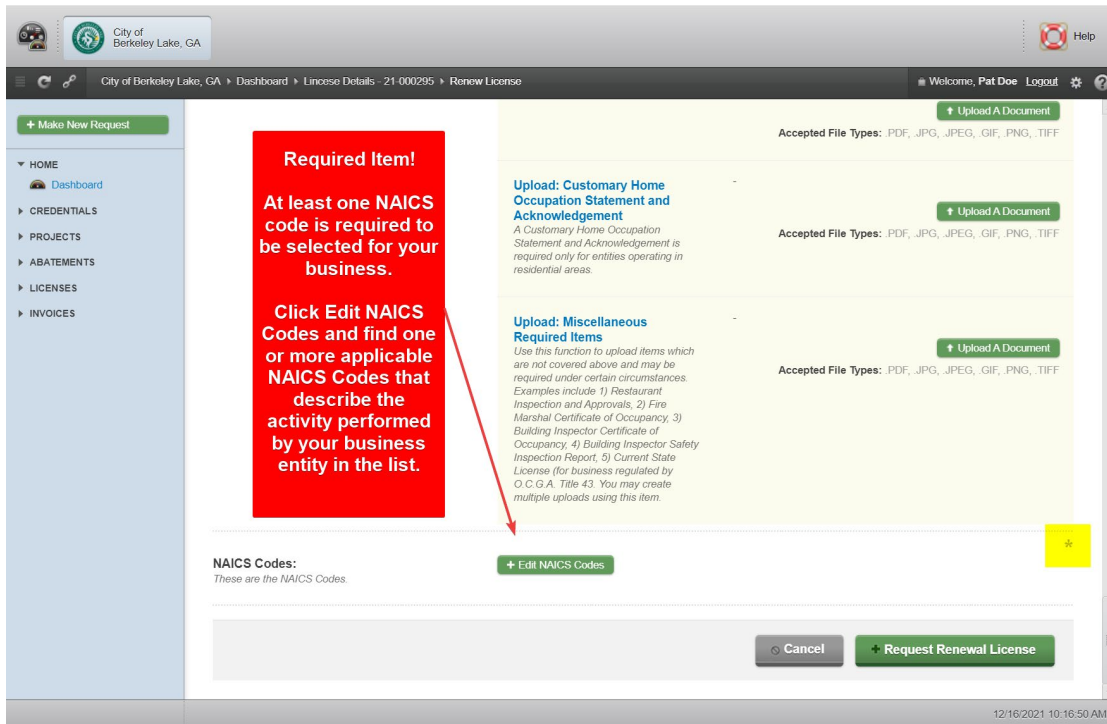 City of
Berkeley Lake, GA
Help
City of Berkeley Lake, GA ▸ Dashboard ▸ Lincese Details - 21-000295 ▸ Renew License
Welcome, Pat Doe Logout
+ Make New Request
HOME
Dashboard
CREDENTIALS
PROJECTS
ABATEMENTS
LICENSES
INVOICES
Required Item!
At least one NAICS
code is required to
be selected for your
business.
Click Edit NAICS
Codes and find one
or more applicable
NAICS Codes that
describe the
activity performed
by your business
entity in the list.
Upload A Document
Accepted File Types: .PDF, .JPG, .JPEG, .GIF, .PNG, .TIFF
Upload: Customary Home
Occupation Statement and
Acknowledgement
A Customary Home Occupation
Statement and Acknowledgement is
required only for entities operating in
residential areas.
-
Upload A Document
Accepted File Types: .PDF, .JPG, .JPEG, .GIF, .PNG, .TIFF
Upload: Miscellaneous
Required Items
Use this function to upload items which
are not covered above and may be
required under certain circumstances.
Examples include 1) Restaurant
Inspection and Approvals, 2) Fire
Marshal Certificate of Occupancy, 3)
Building Inspector Certificate of
Occupancy, 4) Building Inspector Safety
Inspection Report, 5) Current State
License (for business regulated by
O.C.G.A. Title 43. You may create
multiple uploads using this item.
-
Upload A Document
Accepted File Types: .PDF, .JPG, .JPEG, .GIF, .PNG, .TIFF
*
NAICS Codes:
These are the NAICS Codes.
+ Edit NAICS Codes
Cancel
+ Request Renewal License
12/16/2021 10:16:50 AM